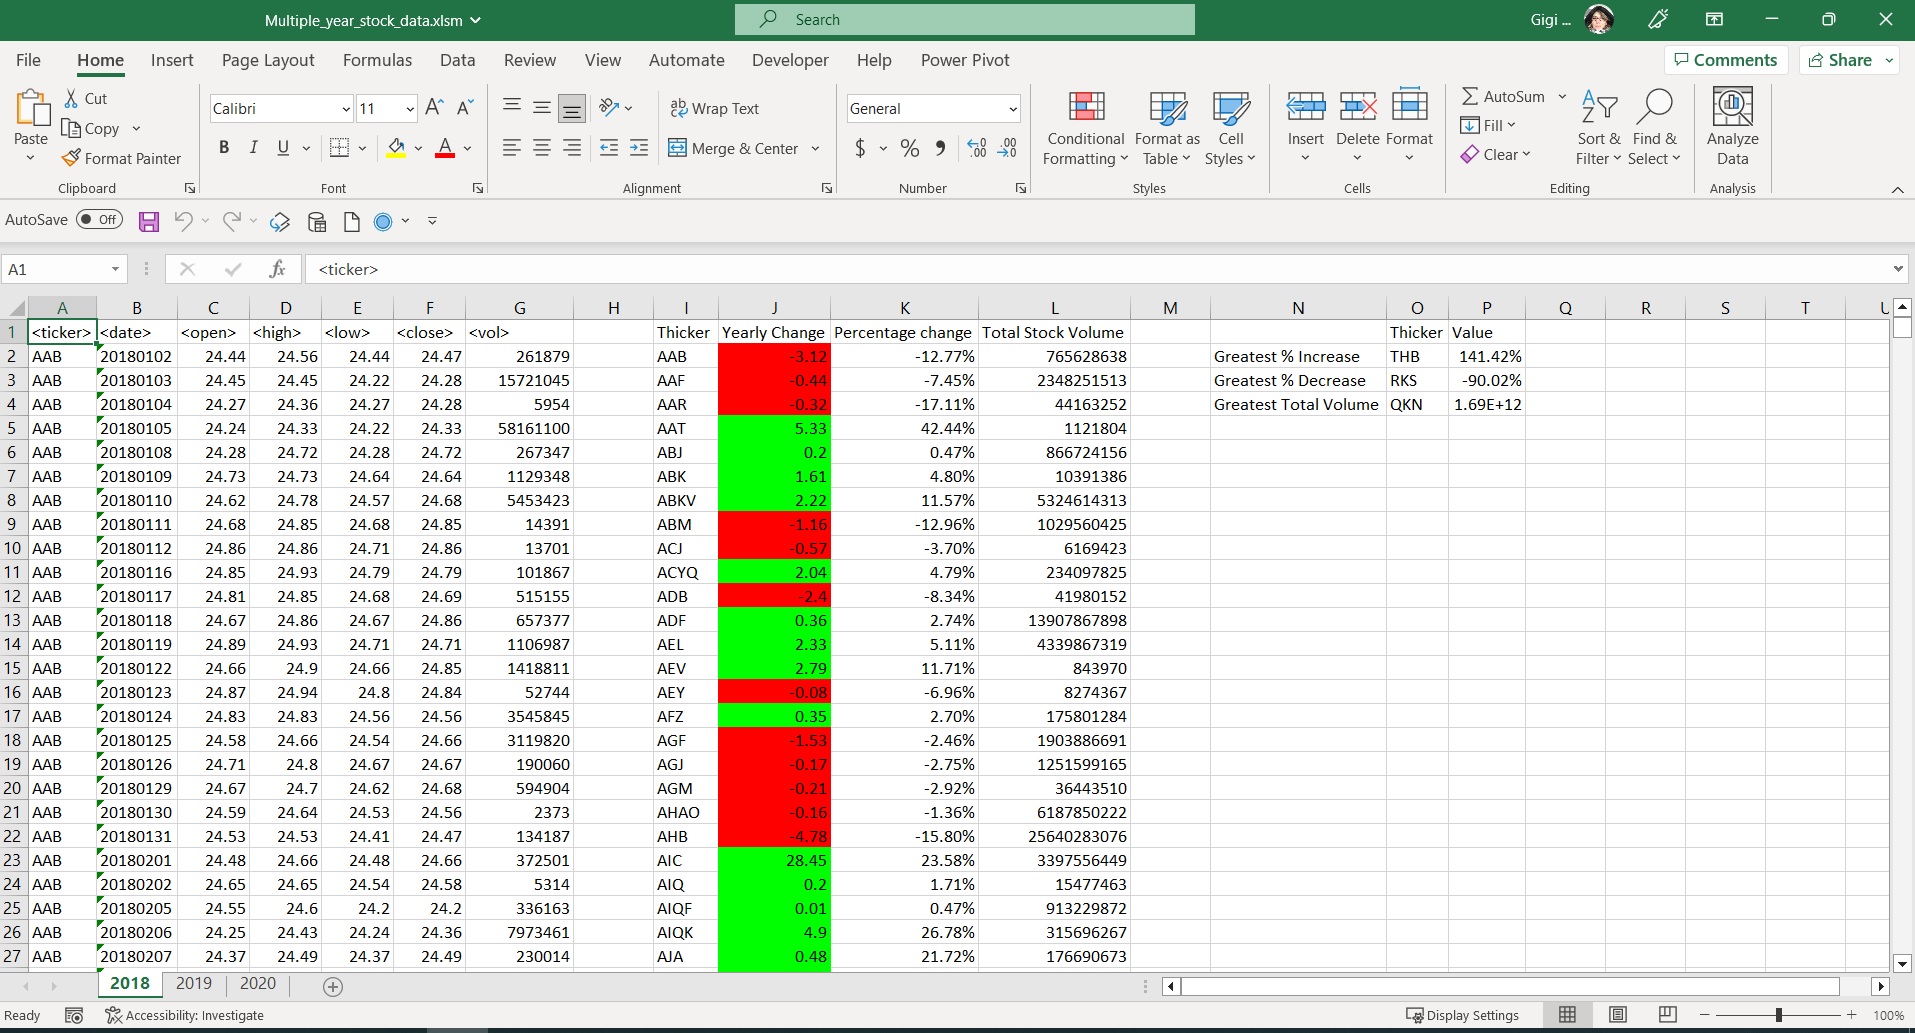 Multiple_year_stock_data.xlsm
Search
Gigi ...
File Home Insert Page Layout Formulas Data Review View Automate Developer Help Power Pivot
Comments Share
Paste
Cut
Copy
Format Painter
Clipboard
Calibri 11
B I U
Font
Wrap Text
Merge & Center
Alignment
General
$ % 9
Number
Conditional Formatting
Format as Table
Cell Styles
Styles
Insert Delete Format
Cells
AutoSum
Fill
Clear
Sort & Filter
Find & Select
Editing
Analyze Data
Analysis
AutoSave Off
A1 fx <ticker>
A B C D E F G H I J K L M N O P Q R S T U
1 <ticker> <date> <open> <high> <low> <close> <vol> Thicker Yearly Change Percentage change Total Stock Volume Thicker Value
2 AAB 20180102 24.44 24.56 24.44 24.47 261879 AAB -3.12 -12.77% 765628638 Greatest % Increase THB 141.42%
3 AAB 20180103 24.45 24.45 24.22 24.28 15721045 AAF -0.44 -7.45% 2348251513 Greatest % Decrease RKS -90.02%
4 AAB 20180104 24.27 24.36 24.27 24.28 5954 AAR -0.32 -17.11% 44163252 Greatest Total Volume QKN 1.69E+12
5 AAB 20180105 24.24 24.33 24.22 24.33 58161100 AAT 5.33 42.44% 1121804
6 AAB 20180108 24.28 24.72 24.28 24.72 267347 ABJ 0.2 0.47% 866724156
7 AAB 20180109 24.73 24.73 24.64 24.64 1129348 ABK 1.61 4.80% 10391386
8 AAB 20180110 24.62 24.78 24.57 24.68 5453423 ABKV 2.22 11.57% 5324614313
9 AAB 20180111 24.68 24.85 24.68 24.85 14391 ABM -1.16 -12.96% 1029560425
10 AAB 20180112 24.86 24.86 24.71 24.86 13701 ACJ -0.57 -3.70% 6169423
11 AAB 20180116 24.85 24.93 24.79 24.79 101867 ACYQ 2.04 4.79% 234097825
12 AAB 20180117 24.81 24.85 24.68 24.69 515155 ADB -2.4 -8.34% 41980152
13 AAB 20180118 24.67 24.86 24.67 24.86 657377 ADF 0.36 2.74% 13907867898
14 AAB 20180119 24.89 24.93 24.71 24.71 1106987 AEL 2.33 5.11% 4339867319
15 AAB 20180122 24.66 24.9 24.66 24.85 1418811 AEV 2.79 11.71% 843970
16 AAB 20180123 24.87 24.94 24.8 24.84 52744 AEY -0.08 -6.96% 8274367
17 AAB 20180124 24.83 24.83 24.56 24.56 3545845 AFZ 0.35 2.70% 175801284
18 AAB 20180125 24.58 24.66 24.54 24.66 3119820 AGF -1.53 -2.46% 1903886691
19 AAB 20180126 24.71 24.8 24.67 24.67 190060 AGJ -0.17 -2.75% 1251599165
20 AAB 20180129 24.67 24.7 24.62 24.68 594904 AGM -0.21 -2.92% 36443510
21 AAB 20180130 24.59 24.64 24.53 24.56 2373 AHAO -0.16 -1.36% 6187850222
22 AAB 20180131 24.53 24.53 24.41 24.47 134187 AHB -4.78 -15.80% 25640283076
23 AAB 20180201 24.48 24.66 24.48 24.66 372501 AIC 28.45 23.58% 3397556449
24 AAB 20180202 24.65 24.65 24.54 24.58 5314 AIQ 0.2 1.71% 15477463
25 AAB 20180205 24.55 24.6 24.2 24.2 336163 AIQF 0.01 0.47% 913229872
26 AAB 20180206 24.25 24.43 24.24 24.36 7973461 AIQK 4.9 26.78% 315696267
27 AAB 20180207 24.37 24.49 24.37 24.49 230014 AJA 0.48 21.72% 176690673
2018 2019 2020
Ready Accessibility: Investigate Display Settings 100%